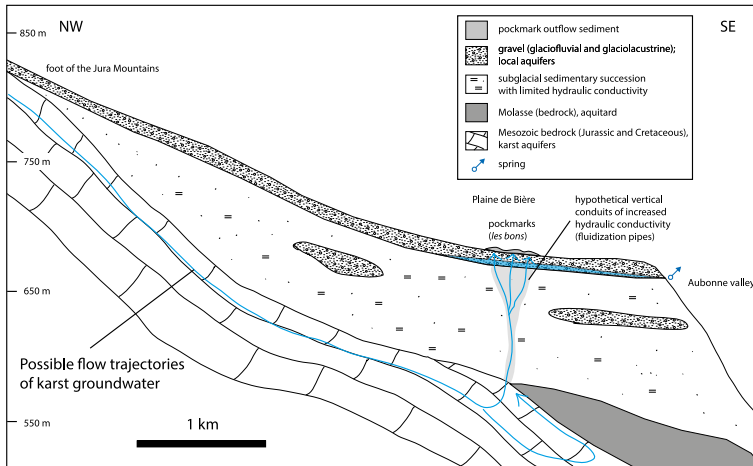 850 m
NW
SE
pockmark outflow sediment
gravel (glaciofluvial and glaciolacustrine);
local aquifers
subglacial sedimentary succession
with limited hydraulic conductivity
Molasse (bedrock), aquitard
Mesozoic bedrock (Jurassic and Cretaceous),
karst aquifers
spring
foot of the Jura Mountains
750 m
Plaine de Bière
pockmarks
(les bons)
hypothetical vertical
conduits of increased
hydraulic conductivity
(fluidization pipes)
650 m
Aubonne valley
Possible flow trajectories
of karst groundwater
550 m
1 km